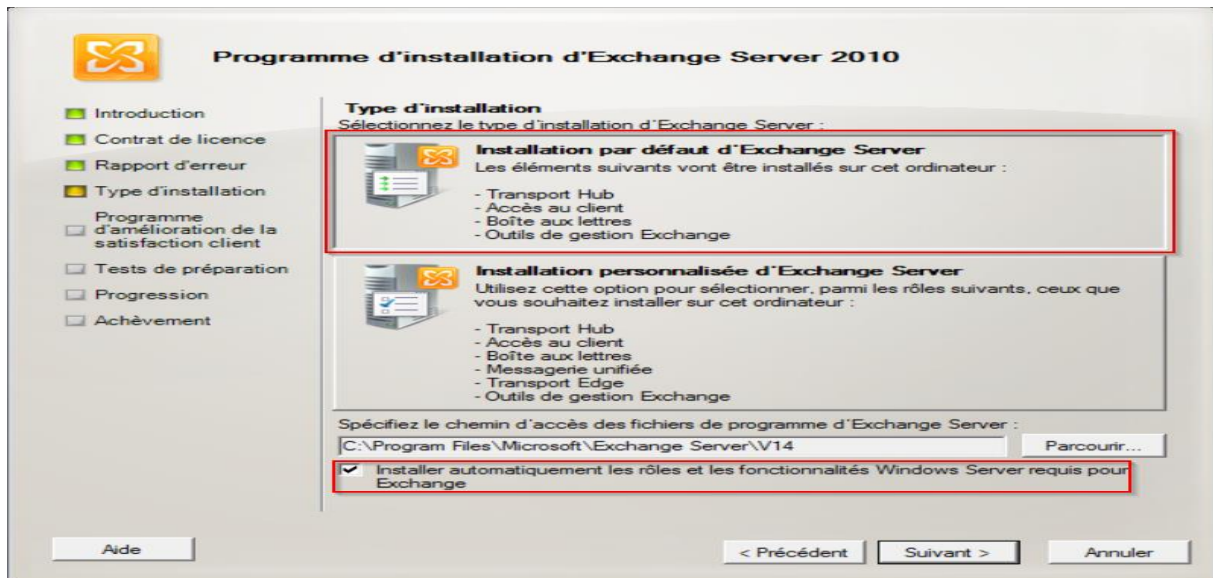 Programme d'installation d'Exchange Server 2010
Introduction
Contrat de licence
Rapport d'erreur
Type d'installation
Programme
d'amélioration de la
satisfaction client
Tests de préparation
Progression
Achèvement
Type d'installation
Sélectionnez le type d'installation d'Exchange Server :
Installation par défaut d'Exchange Server
Les éléments suivants vont être installés sur cet ordinateur :
- Transport Hub
- Accès au client
- Boîte aux lettres
- Outils de gestion Exchange
Installation personnalisée d'Exchange Server
Utilisez cette option pour sélectionner, parmi les rôles suivants, ceux que
vous souhaitez installer sur cet ordinateur :
- Transport Hub
- Accès au client
- Boîte aux lettres
- Messagerie unifiée
- Transport Edge
- Outils de gestion Exchange
Spécifiez le chemin d'accès des fichiers de programme d'Exchange Server :
C:\Program Files\Microsoft\Exchange Server\V14
Parcourir...
Installer automatiquement les rôles et les fonctionnalités Windows Server requis pour
Exchange
Aide
< Précédent
Suivant >
Annuler